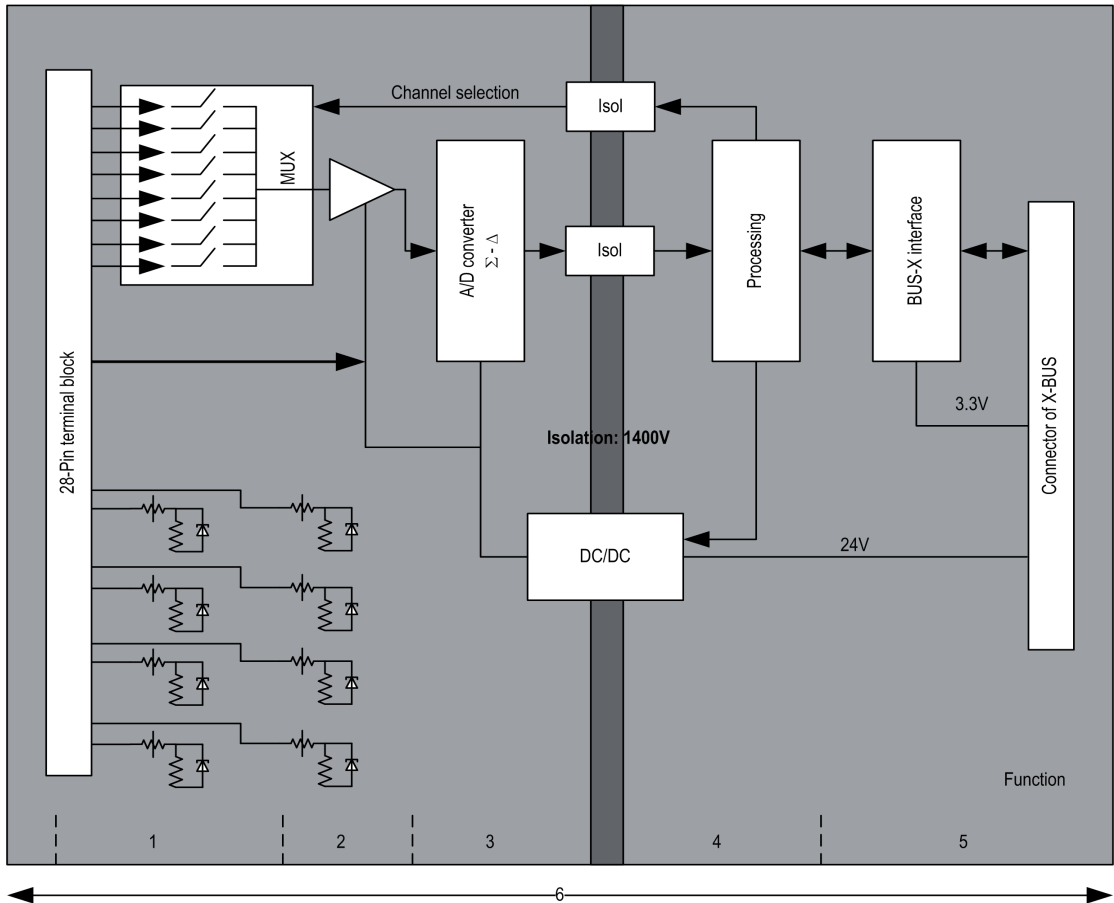 Channel selection
Isol
MUX
A/D converter
Σ - Δ
Isol
Processing
BUS-X interface
28-Pin terminal block
3.3V
Connector of X-BUS
Isolation: 1400V
DC/DC
24V
Function
1
2
3
4
5
6